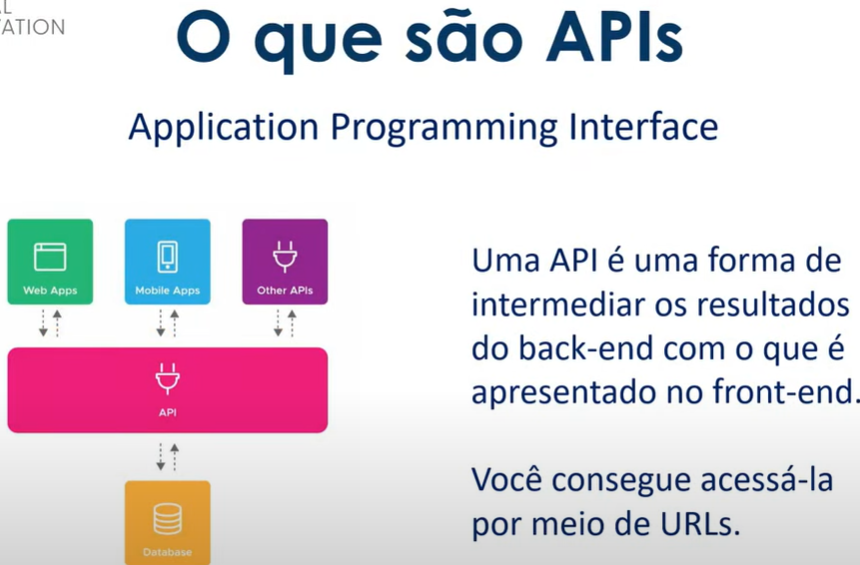 O que são APIs
Application Programming Interface
Web Apps
Mobile Apps
Other APIs
API
Database
Uma API é uma forma de
intermediar os resultados
do back-end com o que é
apresentado no front-end.
Você consegue acessá-la
por meio de URLs.